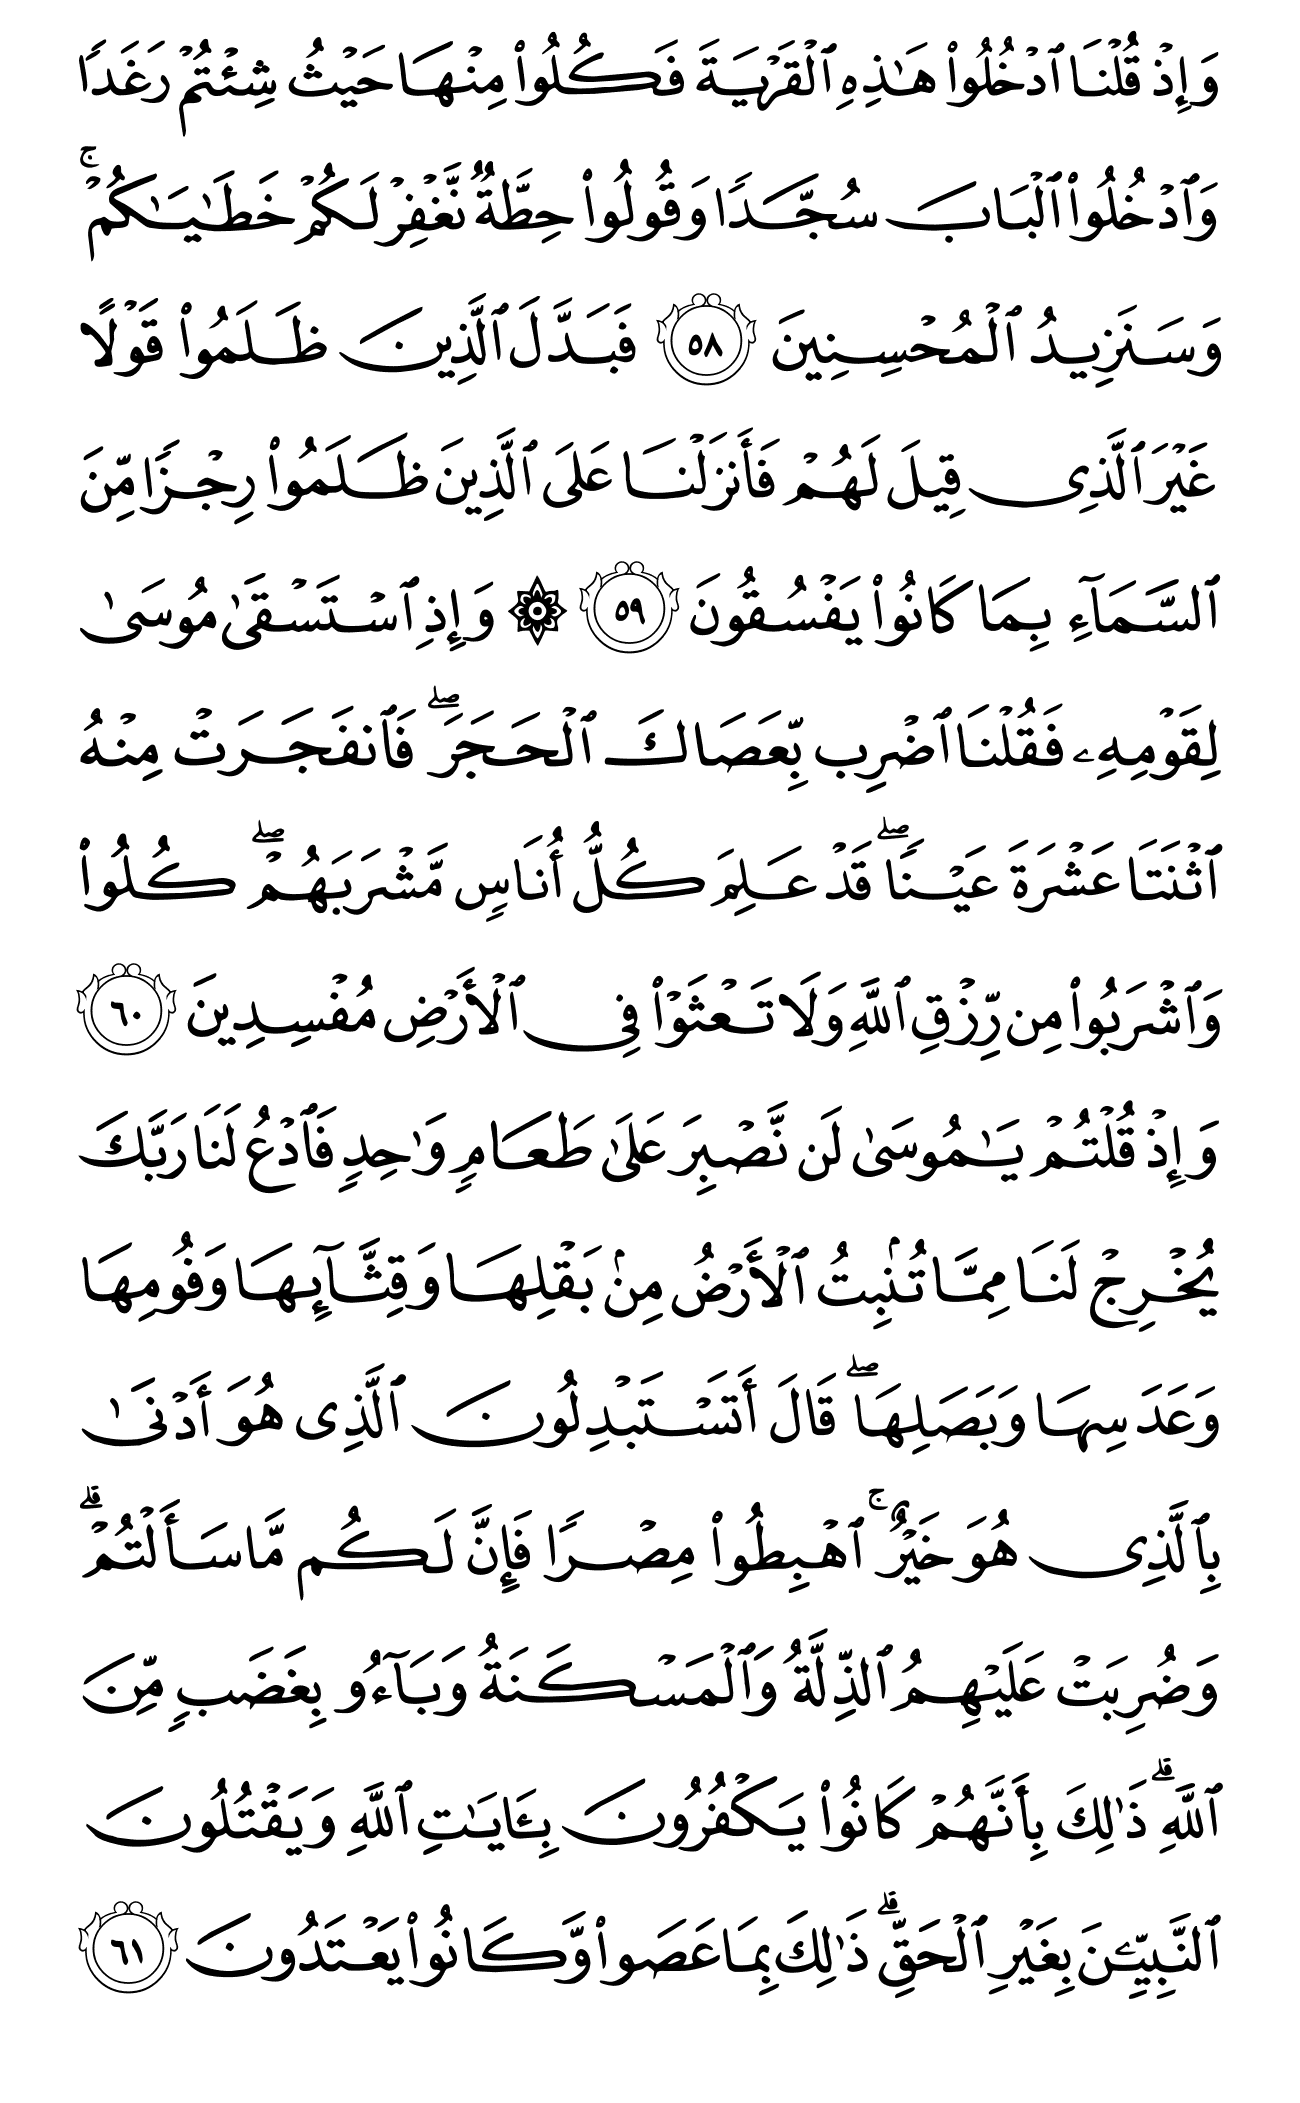 وَإِذۡ قُلۡنَا ٱدۡخُلُواْ هَٰذِهِ ٱلۡقَرۡيَةَ فَكُلُواْ مِنۡهَا حَيۡثُ شِئۡتُمۡ رَغَدٗا
وَٱدۡخُلُواْ ٱلۡبَابَ سُجَّدٗا وَقُولُواْ حِطَّةٞ نَّغۡفِرۡ لَكُمۡ خَطَٰيَٰكُمۡۚ
وَسَنَزِيدُ ٱلۡمُحۡسِنِينَ ٥٨ فَبَدَّلَ ٱلَّذِينَ ظَلَمُواْ قَوۡلًا
غَيۡرَ ٱلَّذِي قِيلَ لَهُمۡ فَأَنزَلۡنَا عَلَى ٱلَّذِينَ ظَلَمُواْ رِجۡزٗا مِّنَ
ٱلسَّمَآءِ بِمَا كَانُواْ يَفۡسُقُونَ ٥٩ ۞ وَإِذِ ٱسۡتَسۡقَىٰ مُوسَىٰ
لِقَوۡمِهِۦ فَقُلۡنَا ٱضۡرِب بِّعَصَاكَ ٱلۡحَجَرَۖ فَٱنفَجَرَتۡ مِنۡهُ
ٱثۡنَتَا عَشۡرَةَ عَيۡنٗاۖ قَدۡ عَلِمَ كُلُّ أُنَاسٖ مَّشۡرَبَهُمۡۖ كُلُواْ
وَٱشۡرَبُواْ مِن رِّزۡقِ ٱللَّهِ وَلَا تَعۡثَوۡاْ فِي ٱلۡأَرۡضِ مُفۡسِدِينَ ٦٠
وَإِذۡ قُلۡتُمۡ يَٰمُوسَىٰ لَن نَّصۡبِرَ عَلَىٰ طَعَامٖ وَٰحِدٖ فَٱدۡعُ لَنَا رَبَّكَ
يُخۡرِجۡ لَنَا مِمَّا تُنۢبِتُ ٱلۡأَرۡضُ مِنۢ بَقۡلِهَا وَقِثَّآئِهَا وَفُومِهَا
وَعَدَسِهَا وَبَصَلِهَاۖ قَالَ أَتَسۡتَبۡدِلُونَ ٱلَّذِي هُوَ أَدۡنَىٰ
بِٱلَّذِي هُوَ خَيۡرٌۚ ٱهۡبِطُواْ مِصۡرٗا فَإِنَّ لَكُم مَّا سَأَلۡتُمۡۗ
وَضُرِبَتۡ عَلَيۡهِمُ ٱلذِّلَّةُ وَٱلۡمَسۡكَنَةُ وَبَآءُو بِغَضَبٖ مِّنَ
ٱللَّهِۗ ذَٰلِكَ بِأَنَّهُمۡ كَانُواْ يَكۡفُرُونَ بِـَٔايَٰتِ ٱللَّهِ وَيَقۡتُلُونَ
ٱلنَّبِيِّـۧنَ بِغَيۡرِ ٱلۡحَقِّۗ ذَٰلِكَ بِمَا عَصَواْ وَّكَانُواْ يَعۡتَدُونَ ٦١